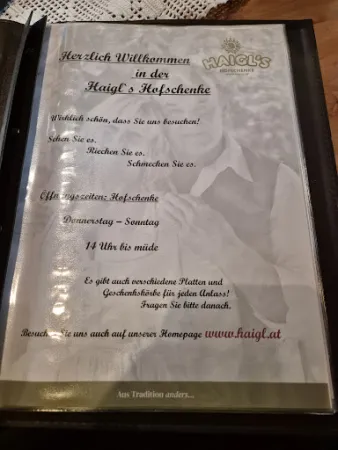 Herzlich Willkommen
in der
Haigl´s Hofschenke
HAIGL'S
HOFSCHENKE
Wirklich schön, dass Sie uns besuchen!
Sehen Sie es.
Riechen Sie es.
Schmecken Sie es.
Öffnungszeiten: Hofschenke
Donnerstag – Sonntag
14 Uhr bis müde
Es gibt auch verschiedene Platten und
Geschenkskörbe für jeden Anlass!
Fragen Sie bitte danach.
Besuchen Sie uns auch auf unserer Homepage www.haigl.at
Aus Tradition anders...